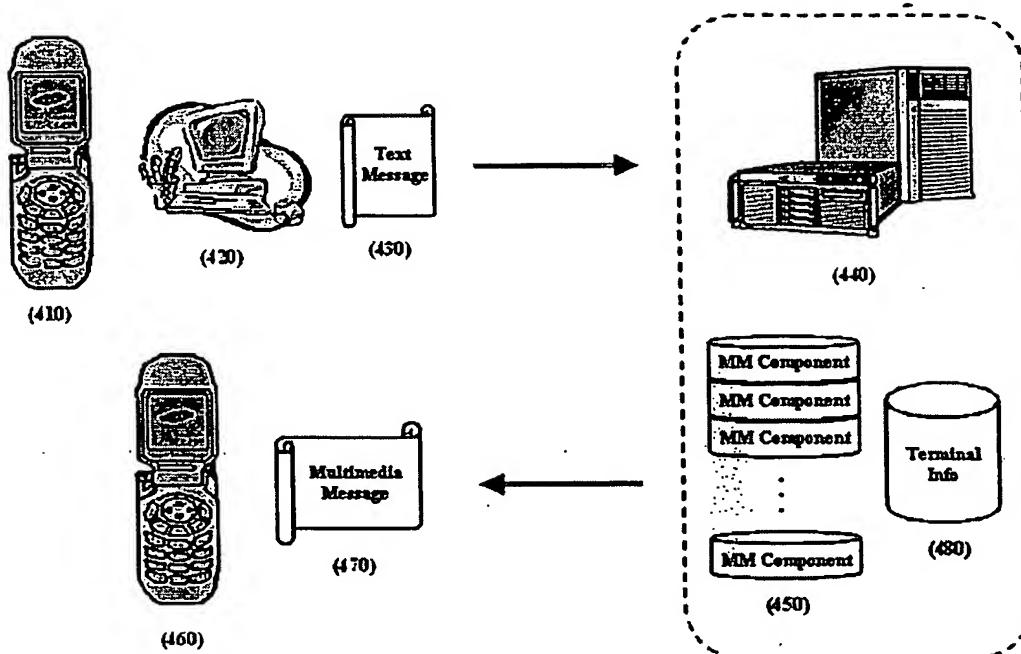 Text
Message
(410)
(420)
(430)
(440)
MM Component
MM Component
MM Component
MM Component
(450)
Terminal
Info
(480)
Multimedia
Message
(470)
(460)